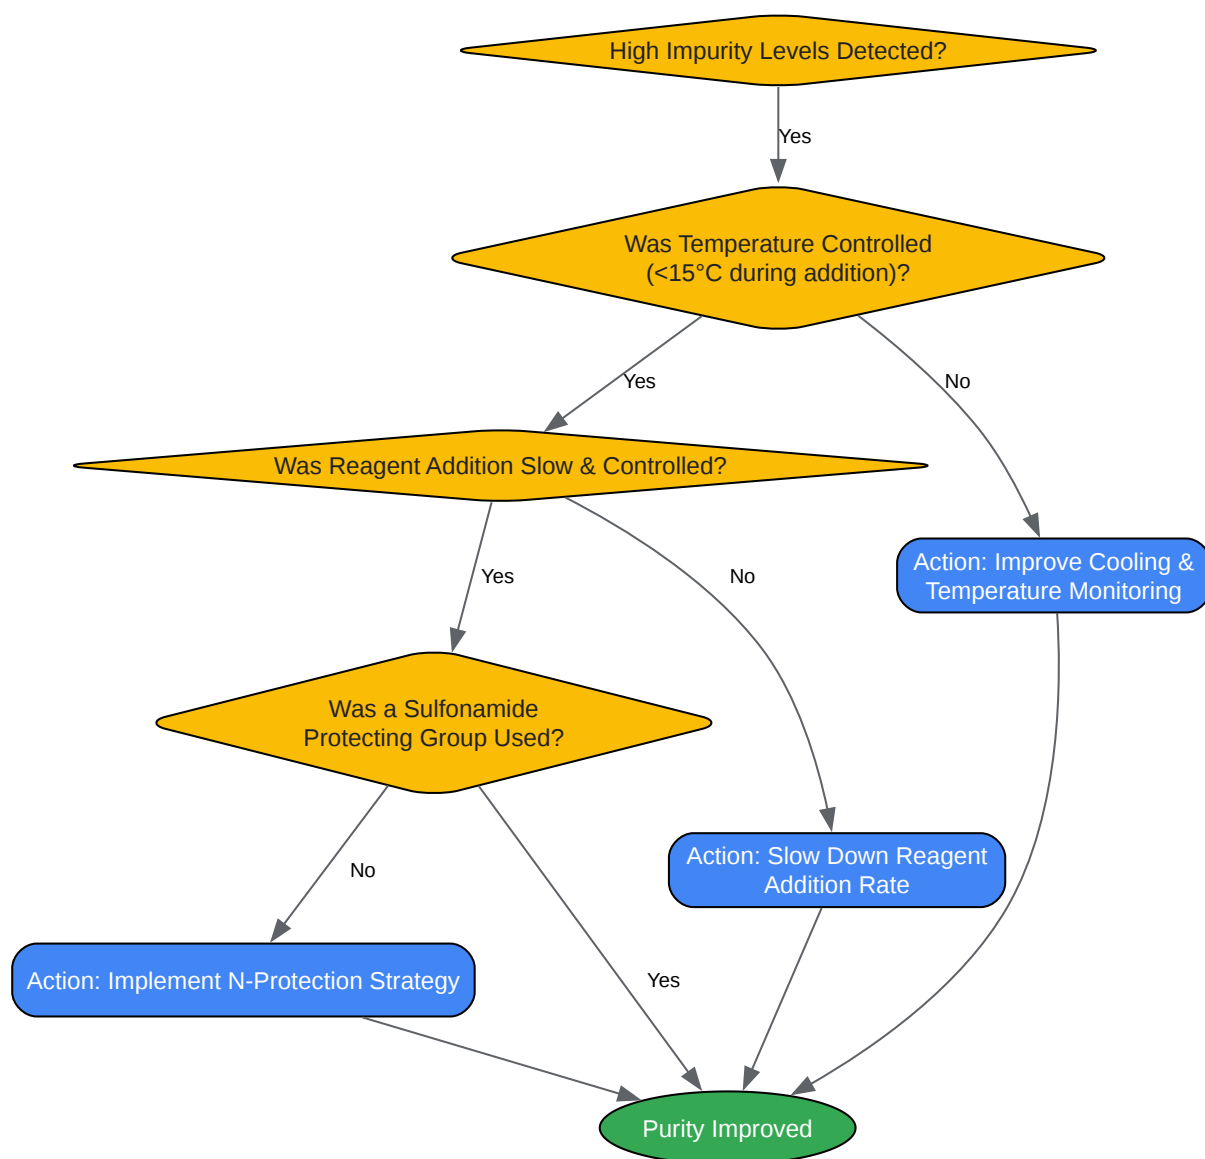 High Impurity Levels Detected?
Yes
Was Temperature Controlled
(<15°C during addition)?
Yes
No
Was Reagent Addition Slow & Controlled?
Action: Improve Cooling &
Temperature Monitoring
Yes
No
Was a Sulfonamide
Protecting Group Used?
Action: Slow Down Reagent
Addition Rate
No
Yes
Action: Implement N-Protection Strategy
Purity Improved